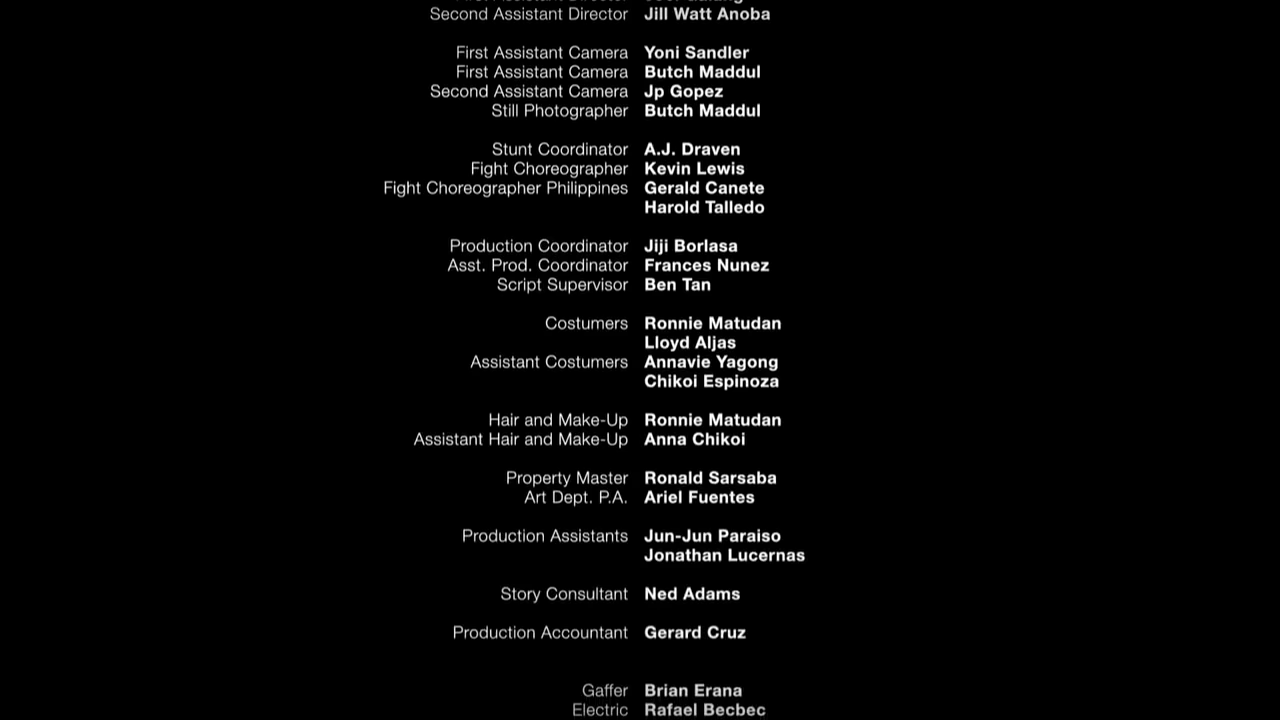 Second Assistant Director Jill Watt Anoba
First Assistant Camera Yoni Sandler
First Assistant Camera Butch Maddul
Second Assistant Camera Jp Gopez
Still Photographer Butch Maddul
Stunt Coordinator A.J. Draven
Fight Choreographer Kevin Lewis
Fight Choreographer Philippines Gerald Canete
Harold Talledo
Production Coordinator Jiji Borlasa
Asst. Prod. Coordinator Frances Nunez
Script Supervisor Ben Tan
Costumers Ronnie Matudan
Lloyd Aljas
Assistant Costumers Annavie Yagong
Chikoi Espinoza
Hair and Make-Up Ronnie Matudan
Assistant Hair and Make-Up Anna Chikoi
Property Master Ronald Sarsaba
Art Dept. P.A. Ariel Fuentes
Production Assistants Jun-Jun Paraiso
Jonathan Lucernas
Story Consultant Ned Adams
Production Accountant Gerard Cruz
Gaffer Brian Erana
Electric Rafael Becbec